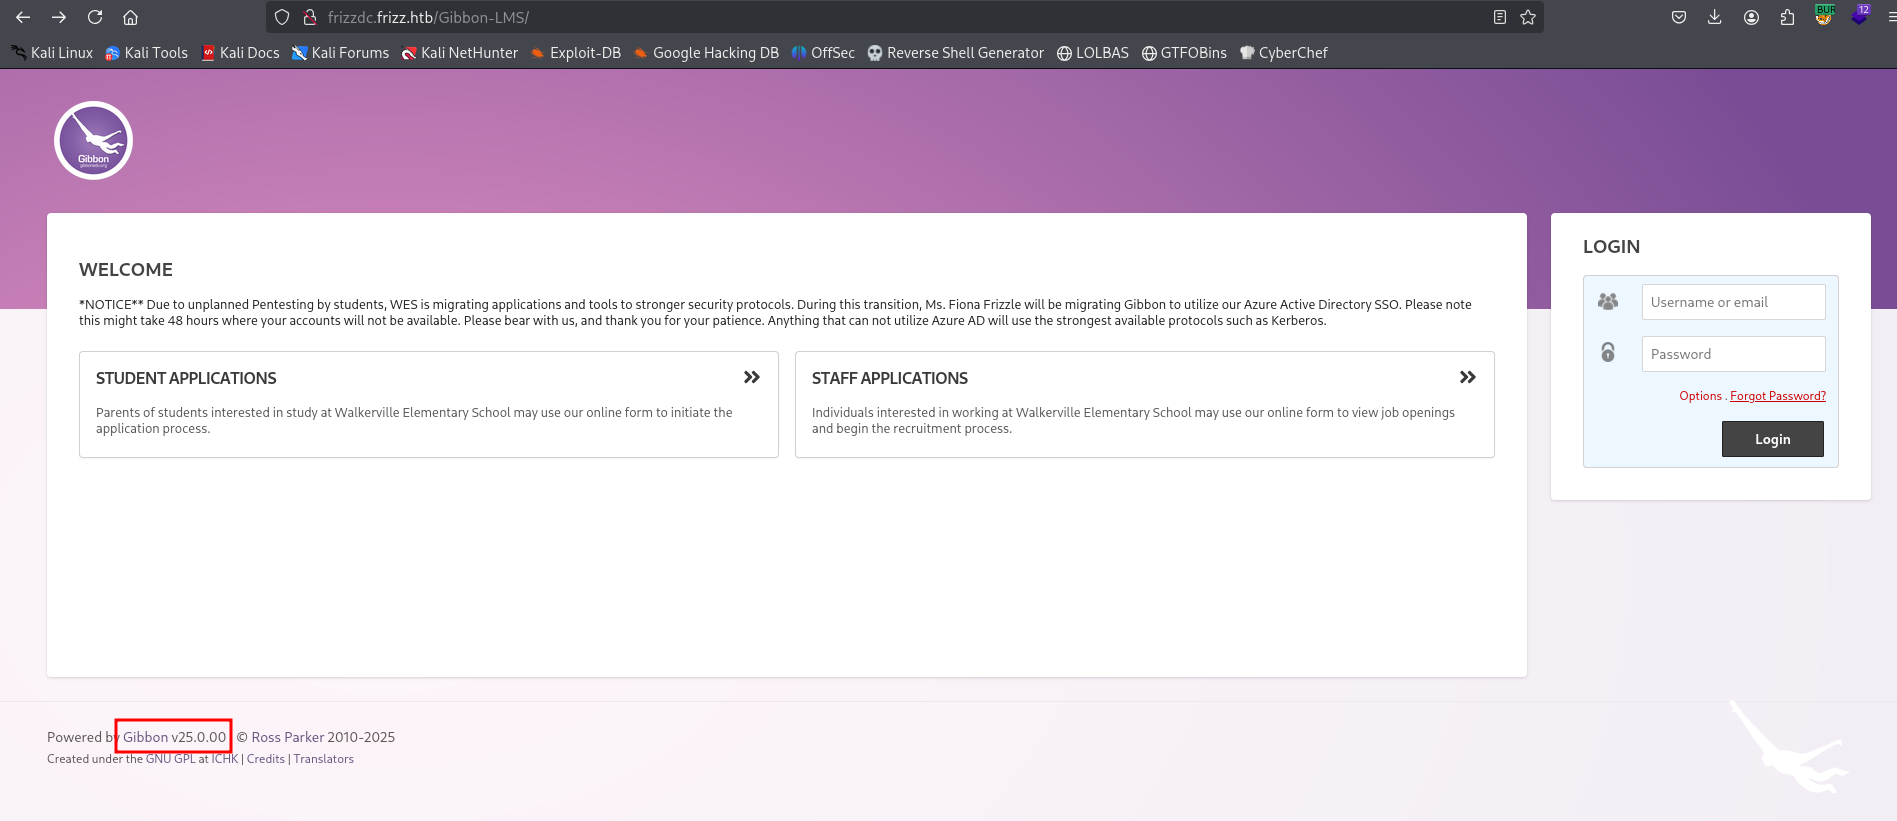 frizzdc.frizz.htb/Gibbon-LMS/
BUR
12
Kali Linux Kali Tools Kali Docs Kali Forums Kali NetHunter Exploit-DB Google Hacking DB OffSec Reverse Shell Generator LOLBAS GTFOBins CyberChef
Gibbon
gibbonedu.org
WELCOME
*NOTICE** Due to unplanned Pentesting by students, WES is migrating applications and tools to stronger security protocols. During this transition, Ms. Fiona Frizzle will be migrating Gibbon to utilize our Azure Active Directory SSO. Please note
this might take 48 hours where your accounts will not be available. Please bear with us, and thank you for your patience. Anything that can not utilize Azure AD will use the strongest available protocols such as Kerberos.
STUDENT APPLICATIONS
Parents of students interested in study at Walkerville Elementary School may use our online form to initiate the
application process.
STAFF APPLICATIONS
Individuals interested in working at Walkerville Elementary School may use our online form to view job openings
and begin the recruitment process.
LOGIN
Username or email
Password
Options . Forgot Password?
Login
Powered by Gibbon v25.0.00 © Ross Parker 2010-2025
Created under the GNU GPL at ICHK | Credits | Translators